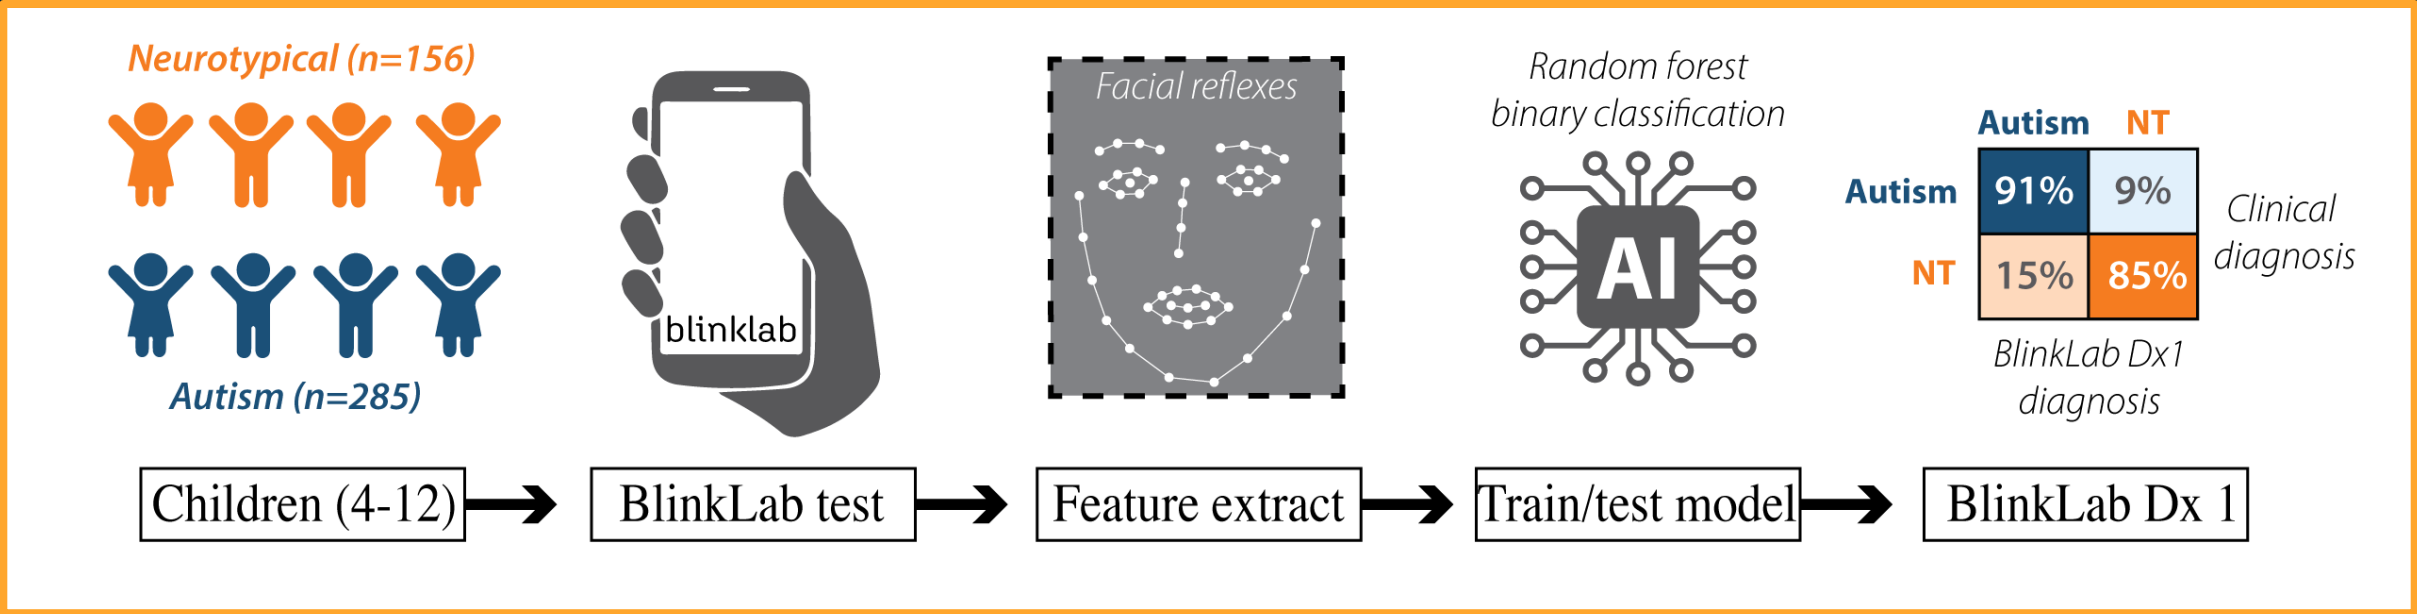 Neurotypical (n=156)
Autism (n=285)
Children (4-12)
blinklab
BlinkLab test
Facial reflexes
Feature extract
Random forest
binary classification
AI
Train/test model
Autism NT
Autism 91% 9%
NT 15% 85%
Clinical
diagnosis
BlinkLab Dx1
diagnosis
BlinkLab Dx 1